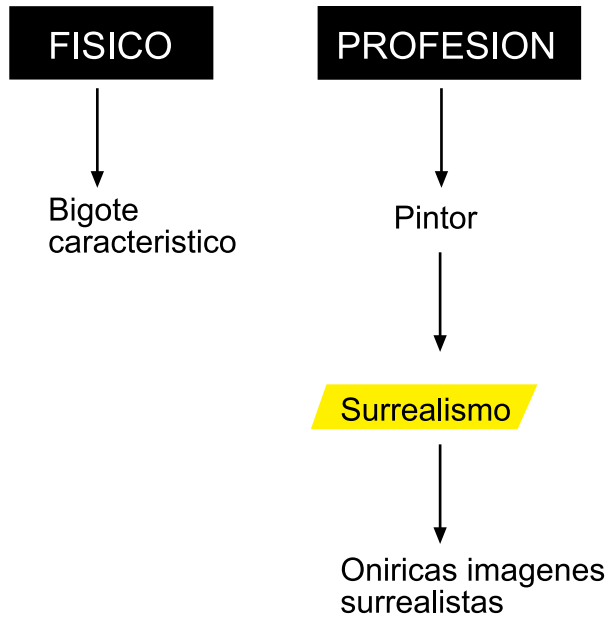 FISICO
PROFESION
Bigote
caracteristico
Pintor
Surrealismo
Oniricas imagenes
surrealistas